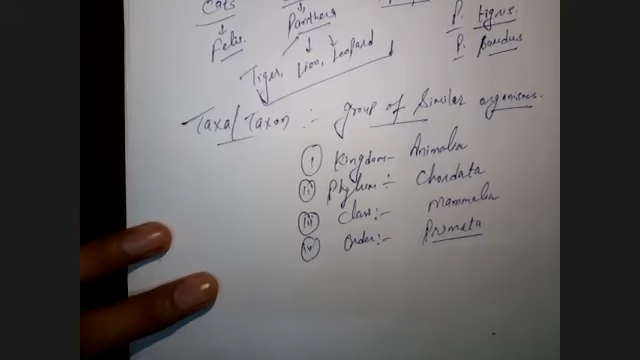 Cats Panthera P. tigris.
Felis. P. pardus
Tiger, Lion, Leopard
Taxa/Taxon :- group of Similar organisms.
(i) Kingdom- Animalia
(ii) Phylum :- Chordata
(iii) Class:- mammalia
(iv) Order:- Primata